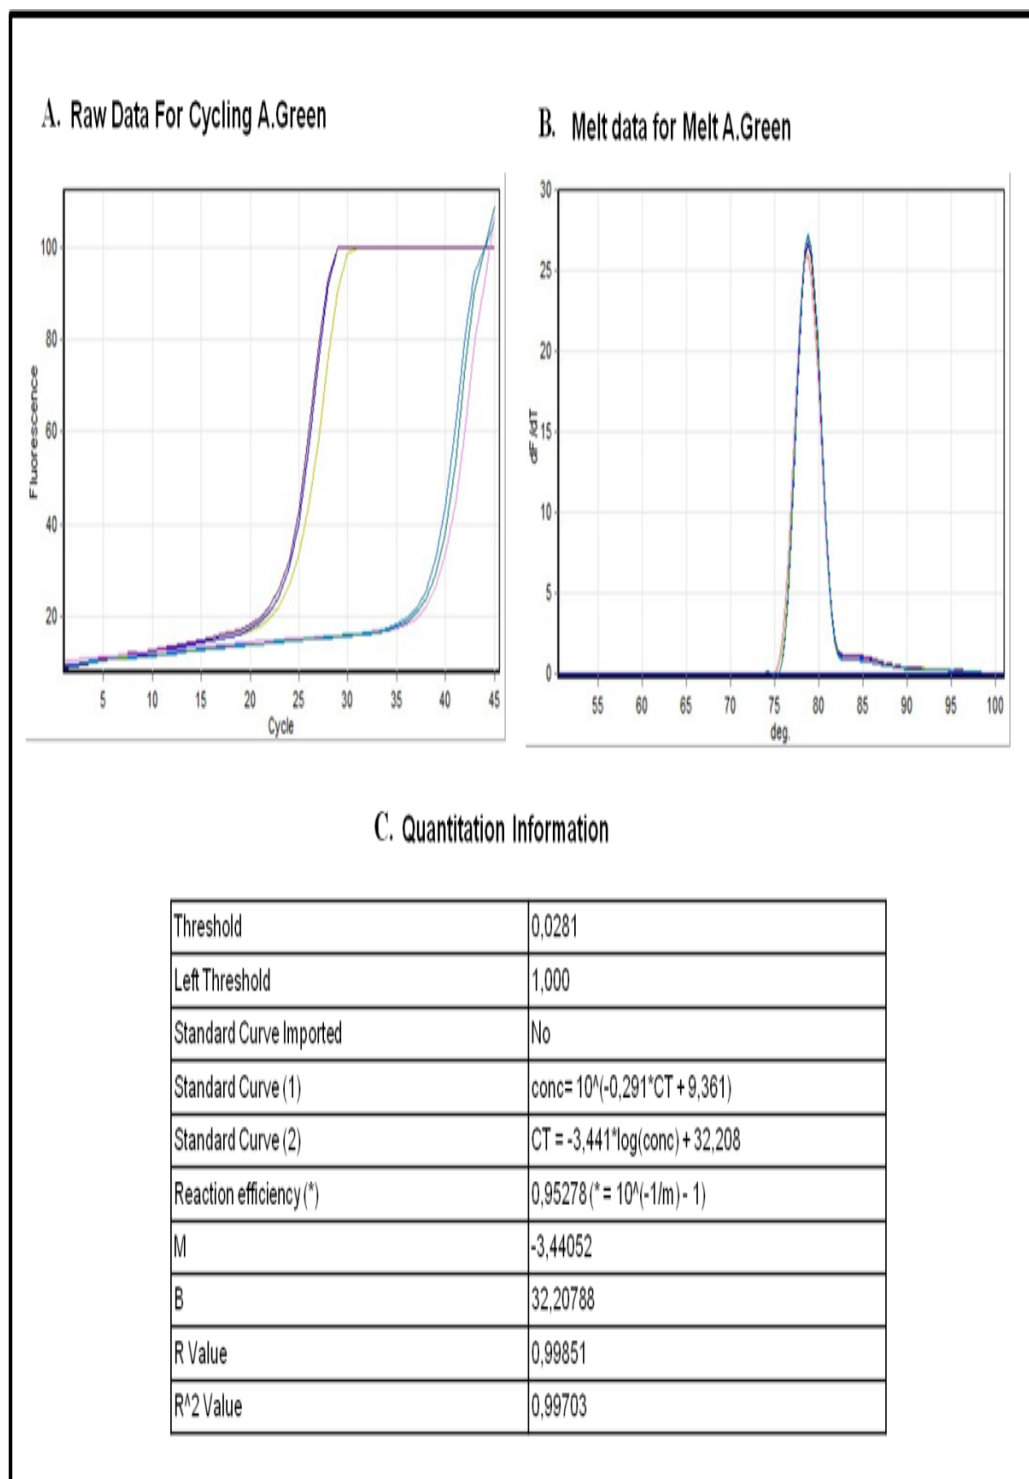 A. Raw Data For Cycling A.Green
B. Melt data for Melt A.Green
Fluorescence
100
80
60
40
20
5 10 15 20 25 30 35 40 45
Cycle
dF/dT
30
25
20
15
10
5
0
55 60 65 70 75 80 85 90 95 100
deg.
C. Quantitation Information
Threshold 0,0281
Left Threshold 1,000
Standard Curve Imported No
Standard Curve (1) conc= 10^(-0,291*CT + 9,361)
Standard Curve (2) CT = -3,441*log(conc) + 32,208
Reaction efficiency (*) 0,95278 (* = 10^(-1/m) - 1)
M -3,44052
B 32,20788
R Value 0,99851
R^2 Value 0,99703